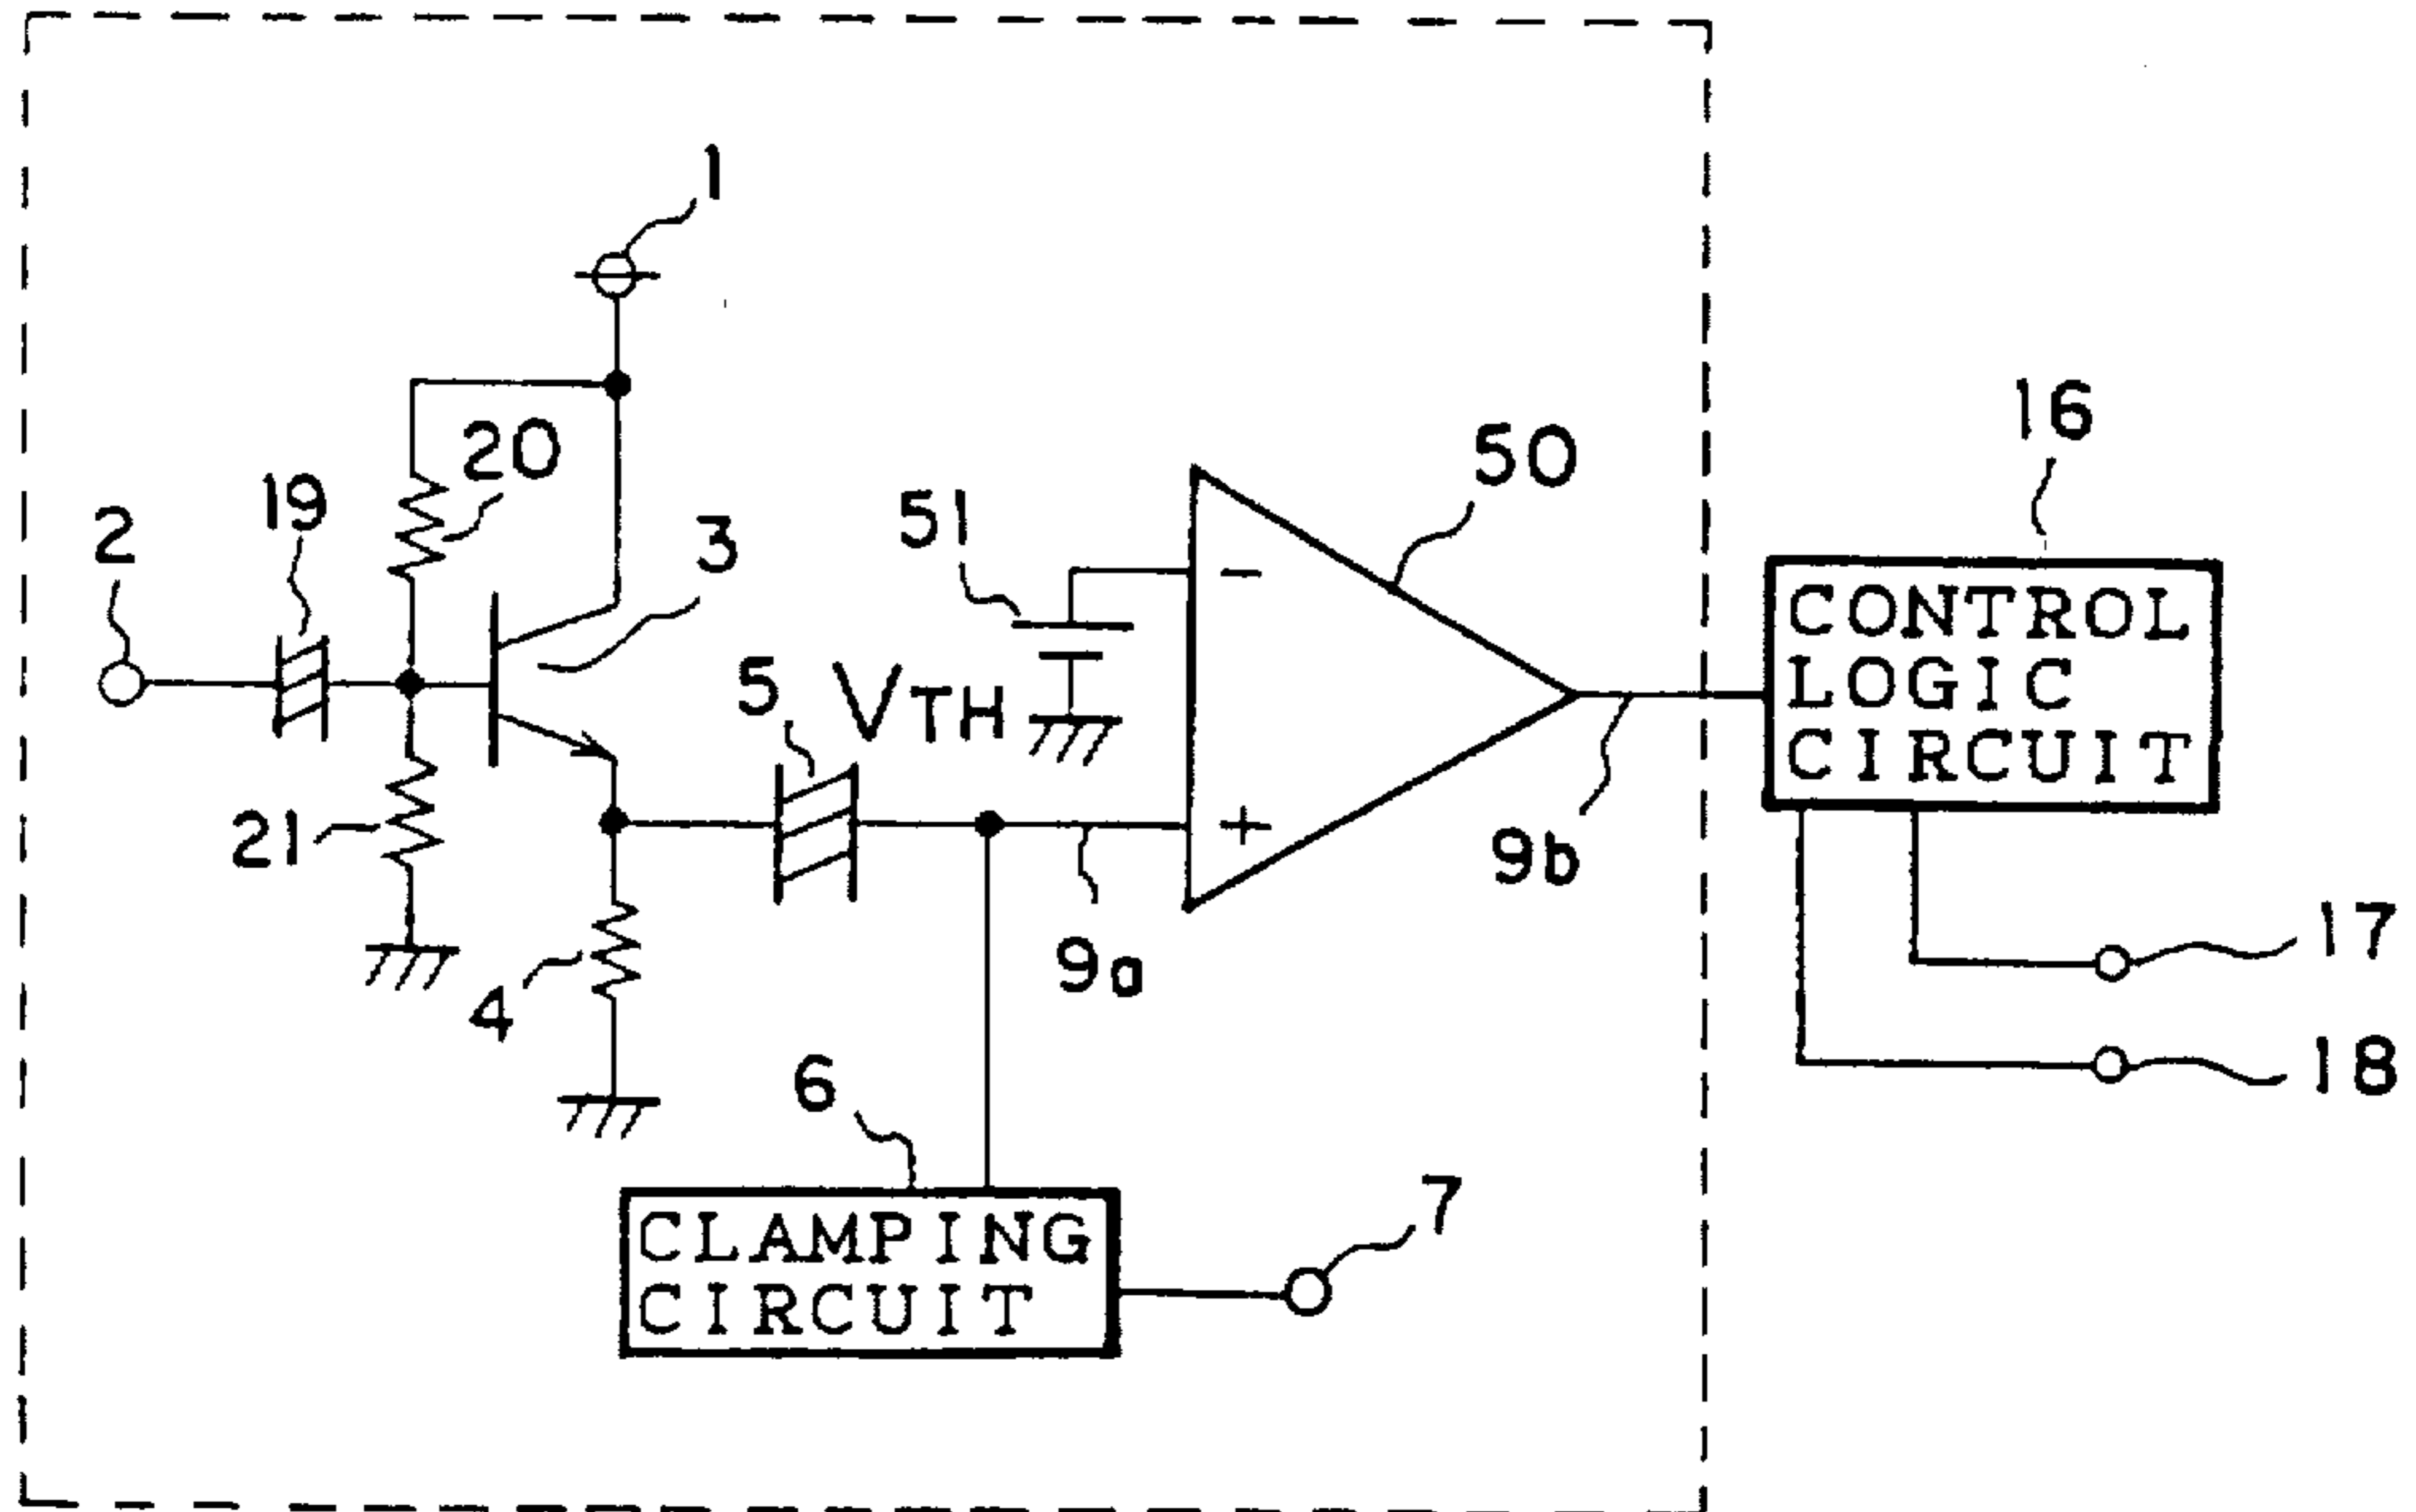 1
20
16
50
19
51
2
3
CONTROL
LOGIC
CIRCUIT
5
VTH
21
9b
17
9a
4
18
6
7
CLAMPING
CIRCUIT
-
+